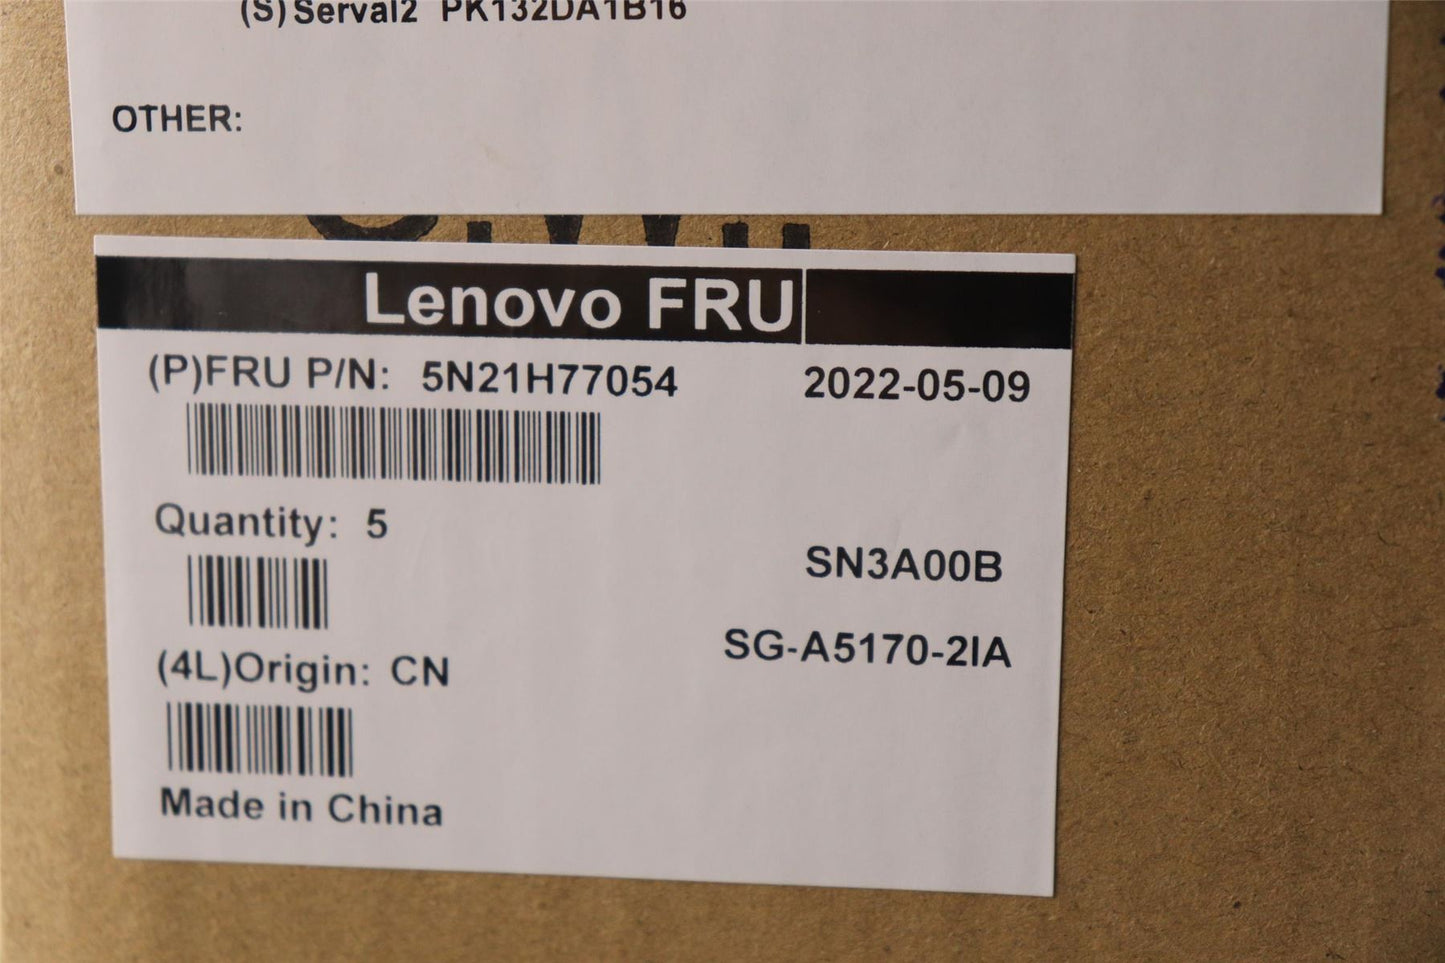 (S) Serval2 PK132DA1B16
OTHER:
Lenovo FRU
(P)FRU P/N: 5N21H77054 2022-05-09
Quantity: 5
SN3A00B
SG-A5170-2IA
(4L)Origin: CN
Made in China